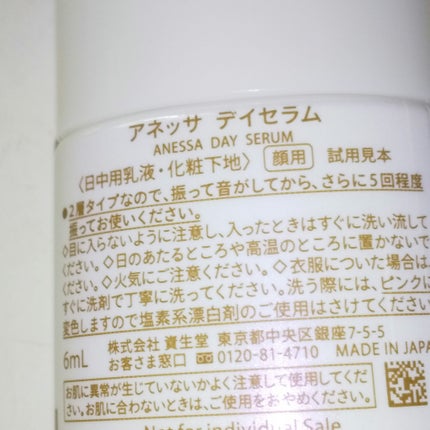 アネッサ デイセラム
ANESSA DAY SERUM
〈日中用乳液・化粧下地〉 顔用 試用見本
●2層タイプなので、振って音がしてから、さらに5回程度
振ってお使いください。
◇目に入らないように注意し、入ったときはすぐに洗い流して
ください。◇日のあたるところや高温のところに置かないで
ください。◇火気にご注意ください。◇衣服についた場合は、
すぐに洗剤で丁寧に洗ってください。洗う際には、ピンクに
変色しますので塩素系漂白剤のご使用はさけてください
株式会社 資生堂 東京都中央区銀座7-5-5
6mL お客さま窓口 0120-81-4710 MADE IN JAPA
お肌に異常が生じていないかよく注意して使用してくだ
さい。お肌に合わないときは、ご使用をおやめください。
Not for individual Sale